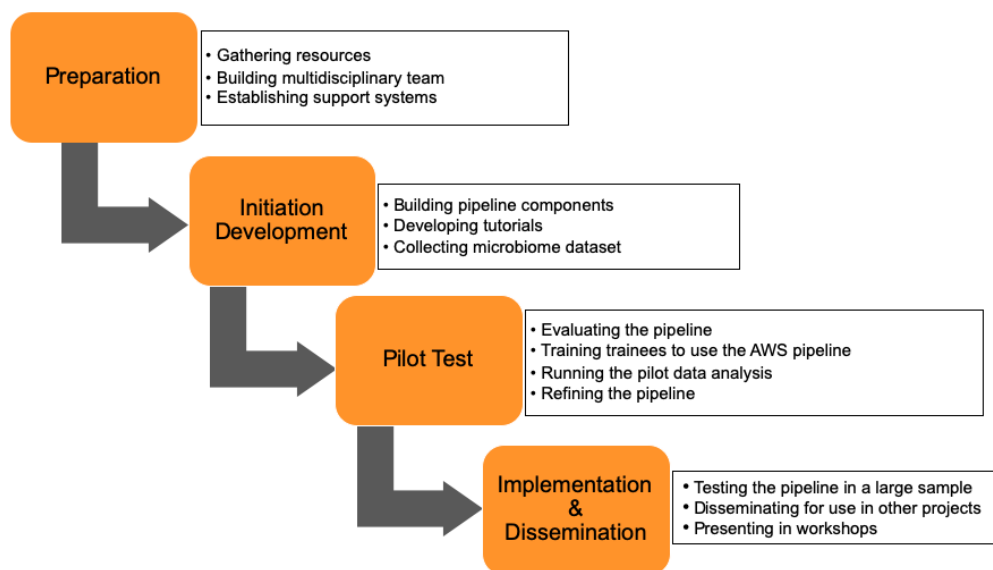 Preparation
• Gathering resources
• Building multidisciplinary team
• Establishing support systems
Initiation
Development
• Building pipeline components
• Developing tutorials
• Collecting microbiome dataset
Pilot Test
• Evaluating the pipeline
• Training trainees to use the AWS pipeline
• Running the pilot data analysis
• Refining the pipeline
Implementation
&
Dissemination
• Testing the pipeline in a large sample
• Disseminating for use in other projects
• Presenting in workshops